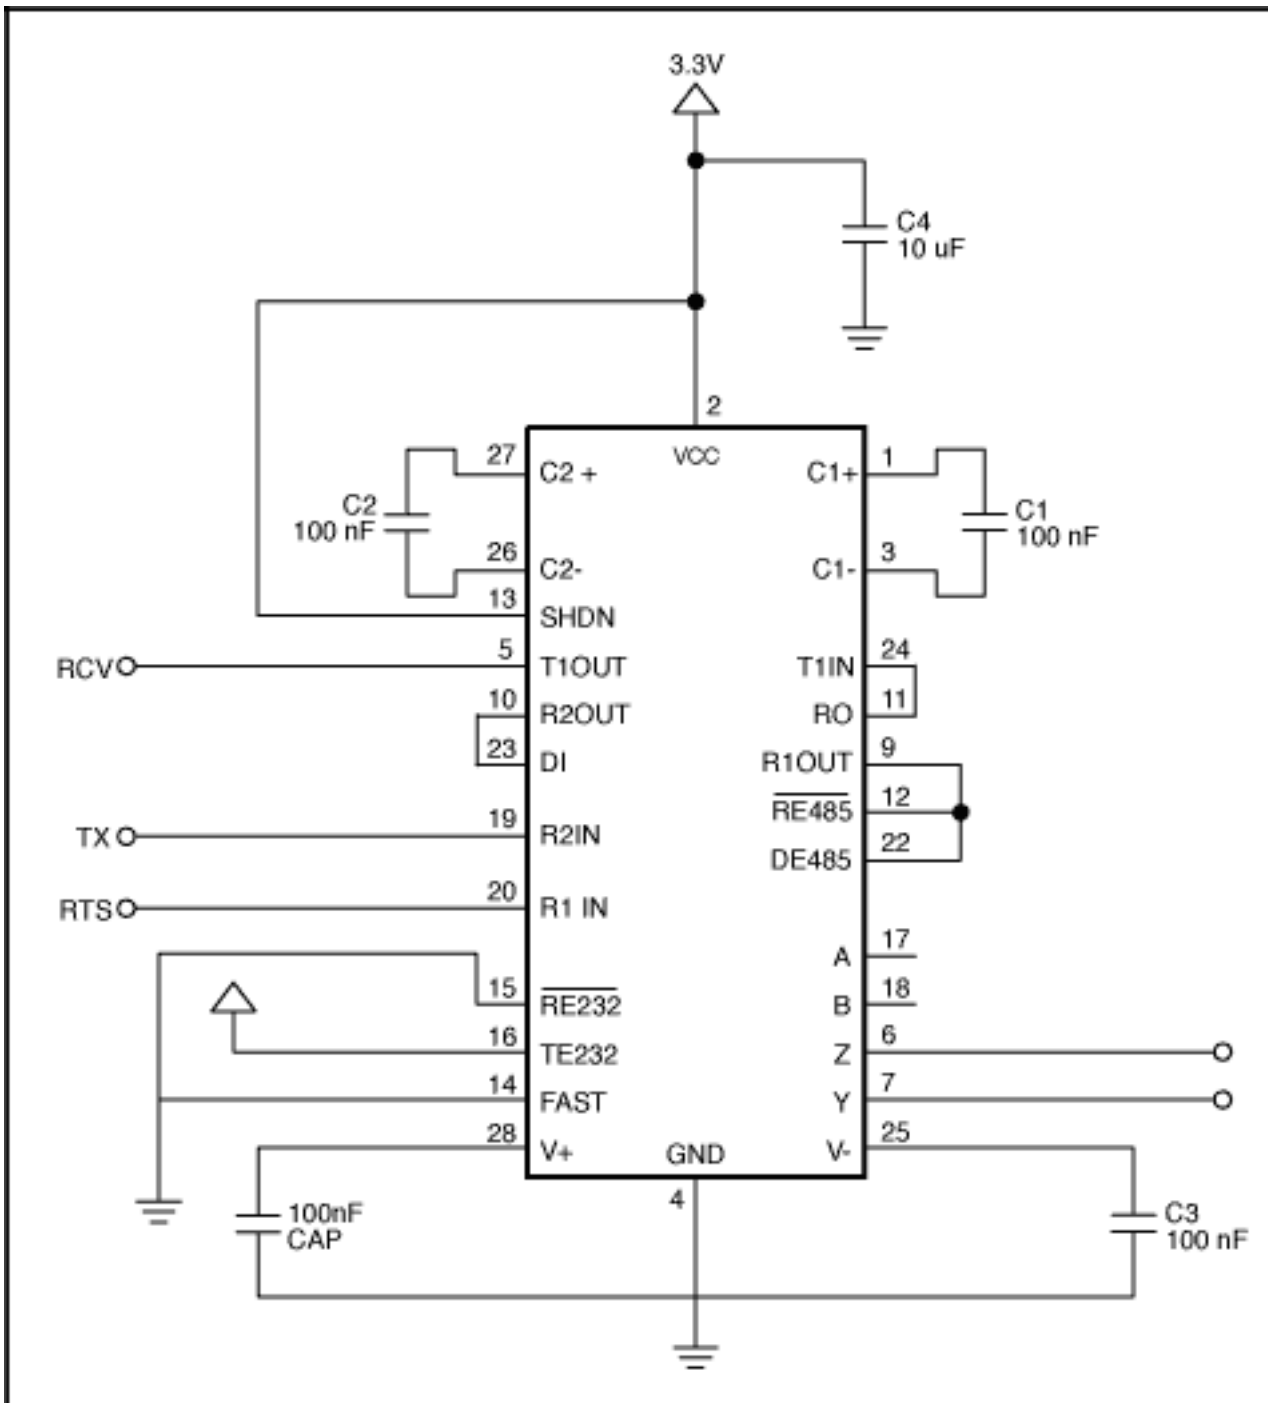 3.3V
C4
10 uF
2
VCC
27
C2 +
C1+
1
C2
100 nF
C1
100 nF
26
C2-
C1-
3
13
SHDN
RCV
5
T1OUT
T1IN
24
10
R2OUT
RO
11
23
DI
R1OUT
9
RE485
12
TX
19
R2IN
DE485
22
RTS
20
R1 IN
A
17
15
RE232
B
18
16
TE232
Z
6
14
FAST
Y
7
28
V+
GND
V-
25
4
100nF
CAP
C3
100 nF